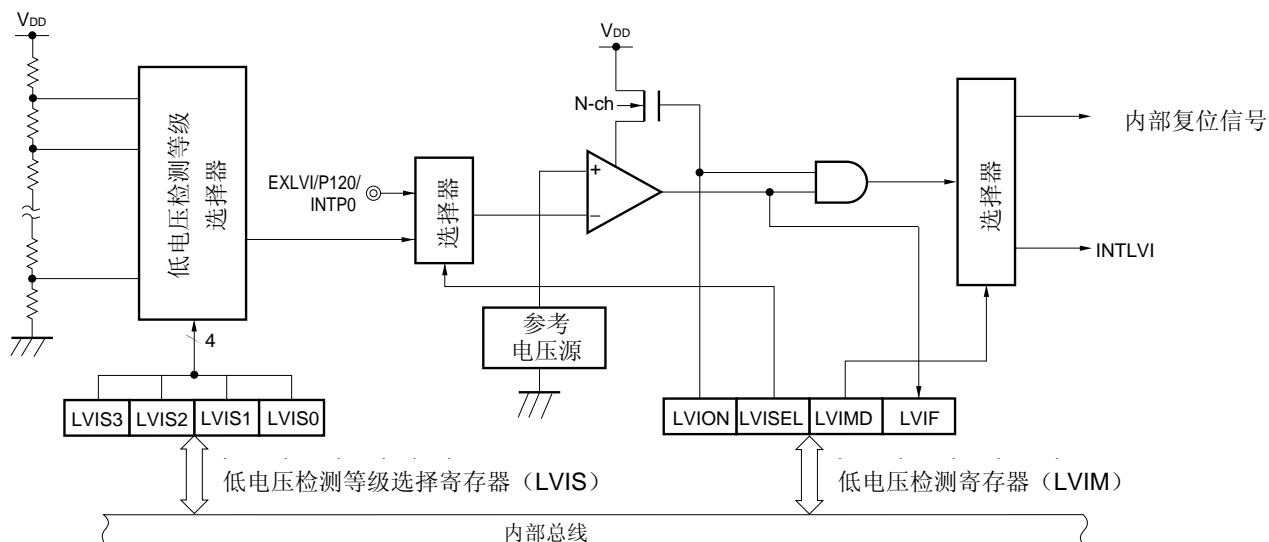 VDD
低电压检测等级
选择器
4
LVIS3 LVIS2 LVIS1 LVIS0
低电压检测等级选择寄存器（LVIS）
EXLVI/P120/
INTP0
选择器
VDD
N-ch
+
−
参考
电压源
选择器
内部复位信号
INTLVI
LVION LVISEL LVIMD LVIF
低电压检测寄存器（LVIM）
内部总线